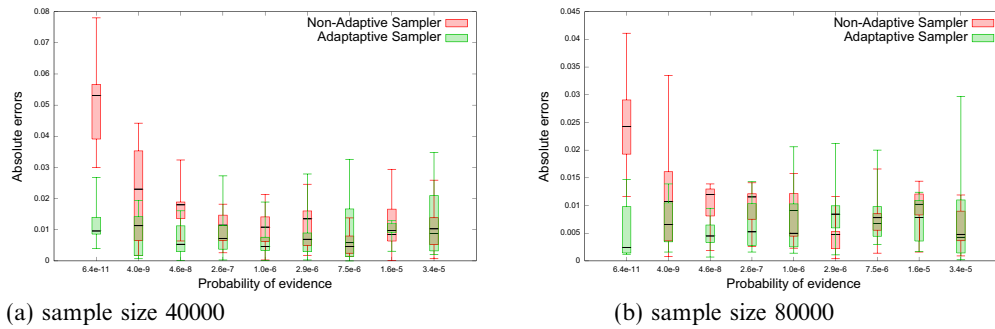 0.08
0.07
0.06
0.05
0.04
0.03
0.02
0.01
0
Absolute errors
Non-Adaptive Sampler
Adaptaptive Sampler
6.4e-11 4.0e-9 4.6e-8 2.6e-7 1.0e-6 2.9e-6 7.5e-6 1.6e-5 3.4e-5
Probability of evidence
(a) sample size 40000
0.045
0.04
0.035
0.03
0.025
0.02
0.015
0.01
0.005
0
Absolute errors
Non-Adaptive Sampler
Adaptaptive Sampler
6.4e-11 4.0e-9 4.6e-8 2.6e-7 1.0e-6 2.9e-6 7.5e-6 1.6e-5 3.4e-5
Probability of evidence
(b) sample size 80000